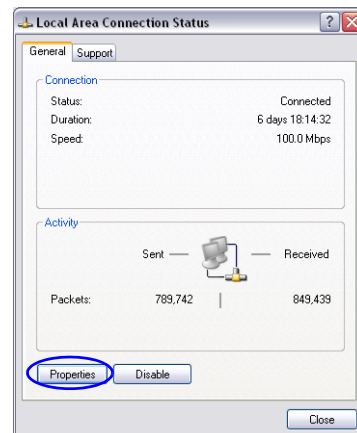 Local Area Connection Status
General Support
Connection
Status: Connected
Duration: 6 days 18:14:32
Speed: 100.0 Mbps
Activity
Sent Received
Packets: 789,742 849,439
Properties Disable
Close